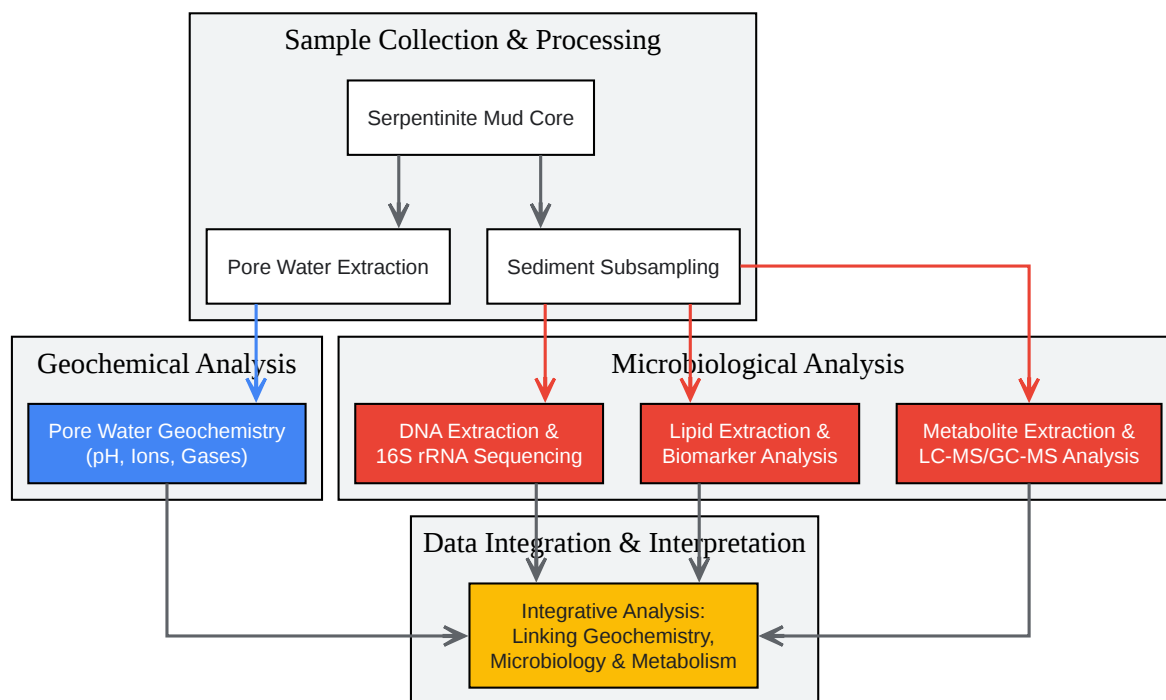 Sample Collection & Processing
Serpentinite Mud Core
Pore Water Extraction
Sediment Subsampling
Geochemical Analysis
Microbiological Analysis
Pore Water Geochemistry
(pH, Ions, Gases)
DNA Extraction &
16S rRNA Sequencing
Lipid Extraction &
Biomarker Analysis
Metabolite Extraction &
LC-MS/GC-MS Analysis
Data Integration & Interpretation
Integrative Analysis:
Linking Geochemistry,
Microbiology & Metabolism